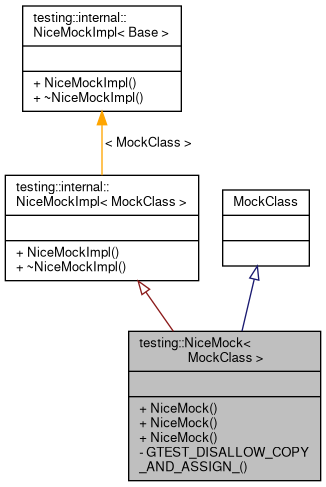 testing::internal::
NiceMockImpl< Base >
+ NiceMockImpl()
+ ~NiceMockImpl()
< MockClass >
testing::internal::
NiceMockImpl< MockClass >
+ NiceMockImpl()
+ ~NiceMockImpl()
MockClass
testing::NiceMock<
MockClass >
+ NiceMock()
+ NiceMock()
+ NiceMock()
- GTEST_DISALLOW_COPY
_AND_ASSIGN_()